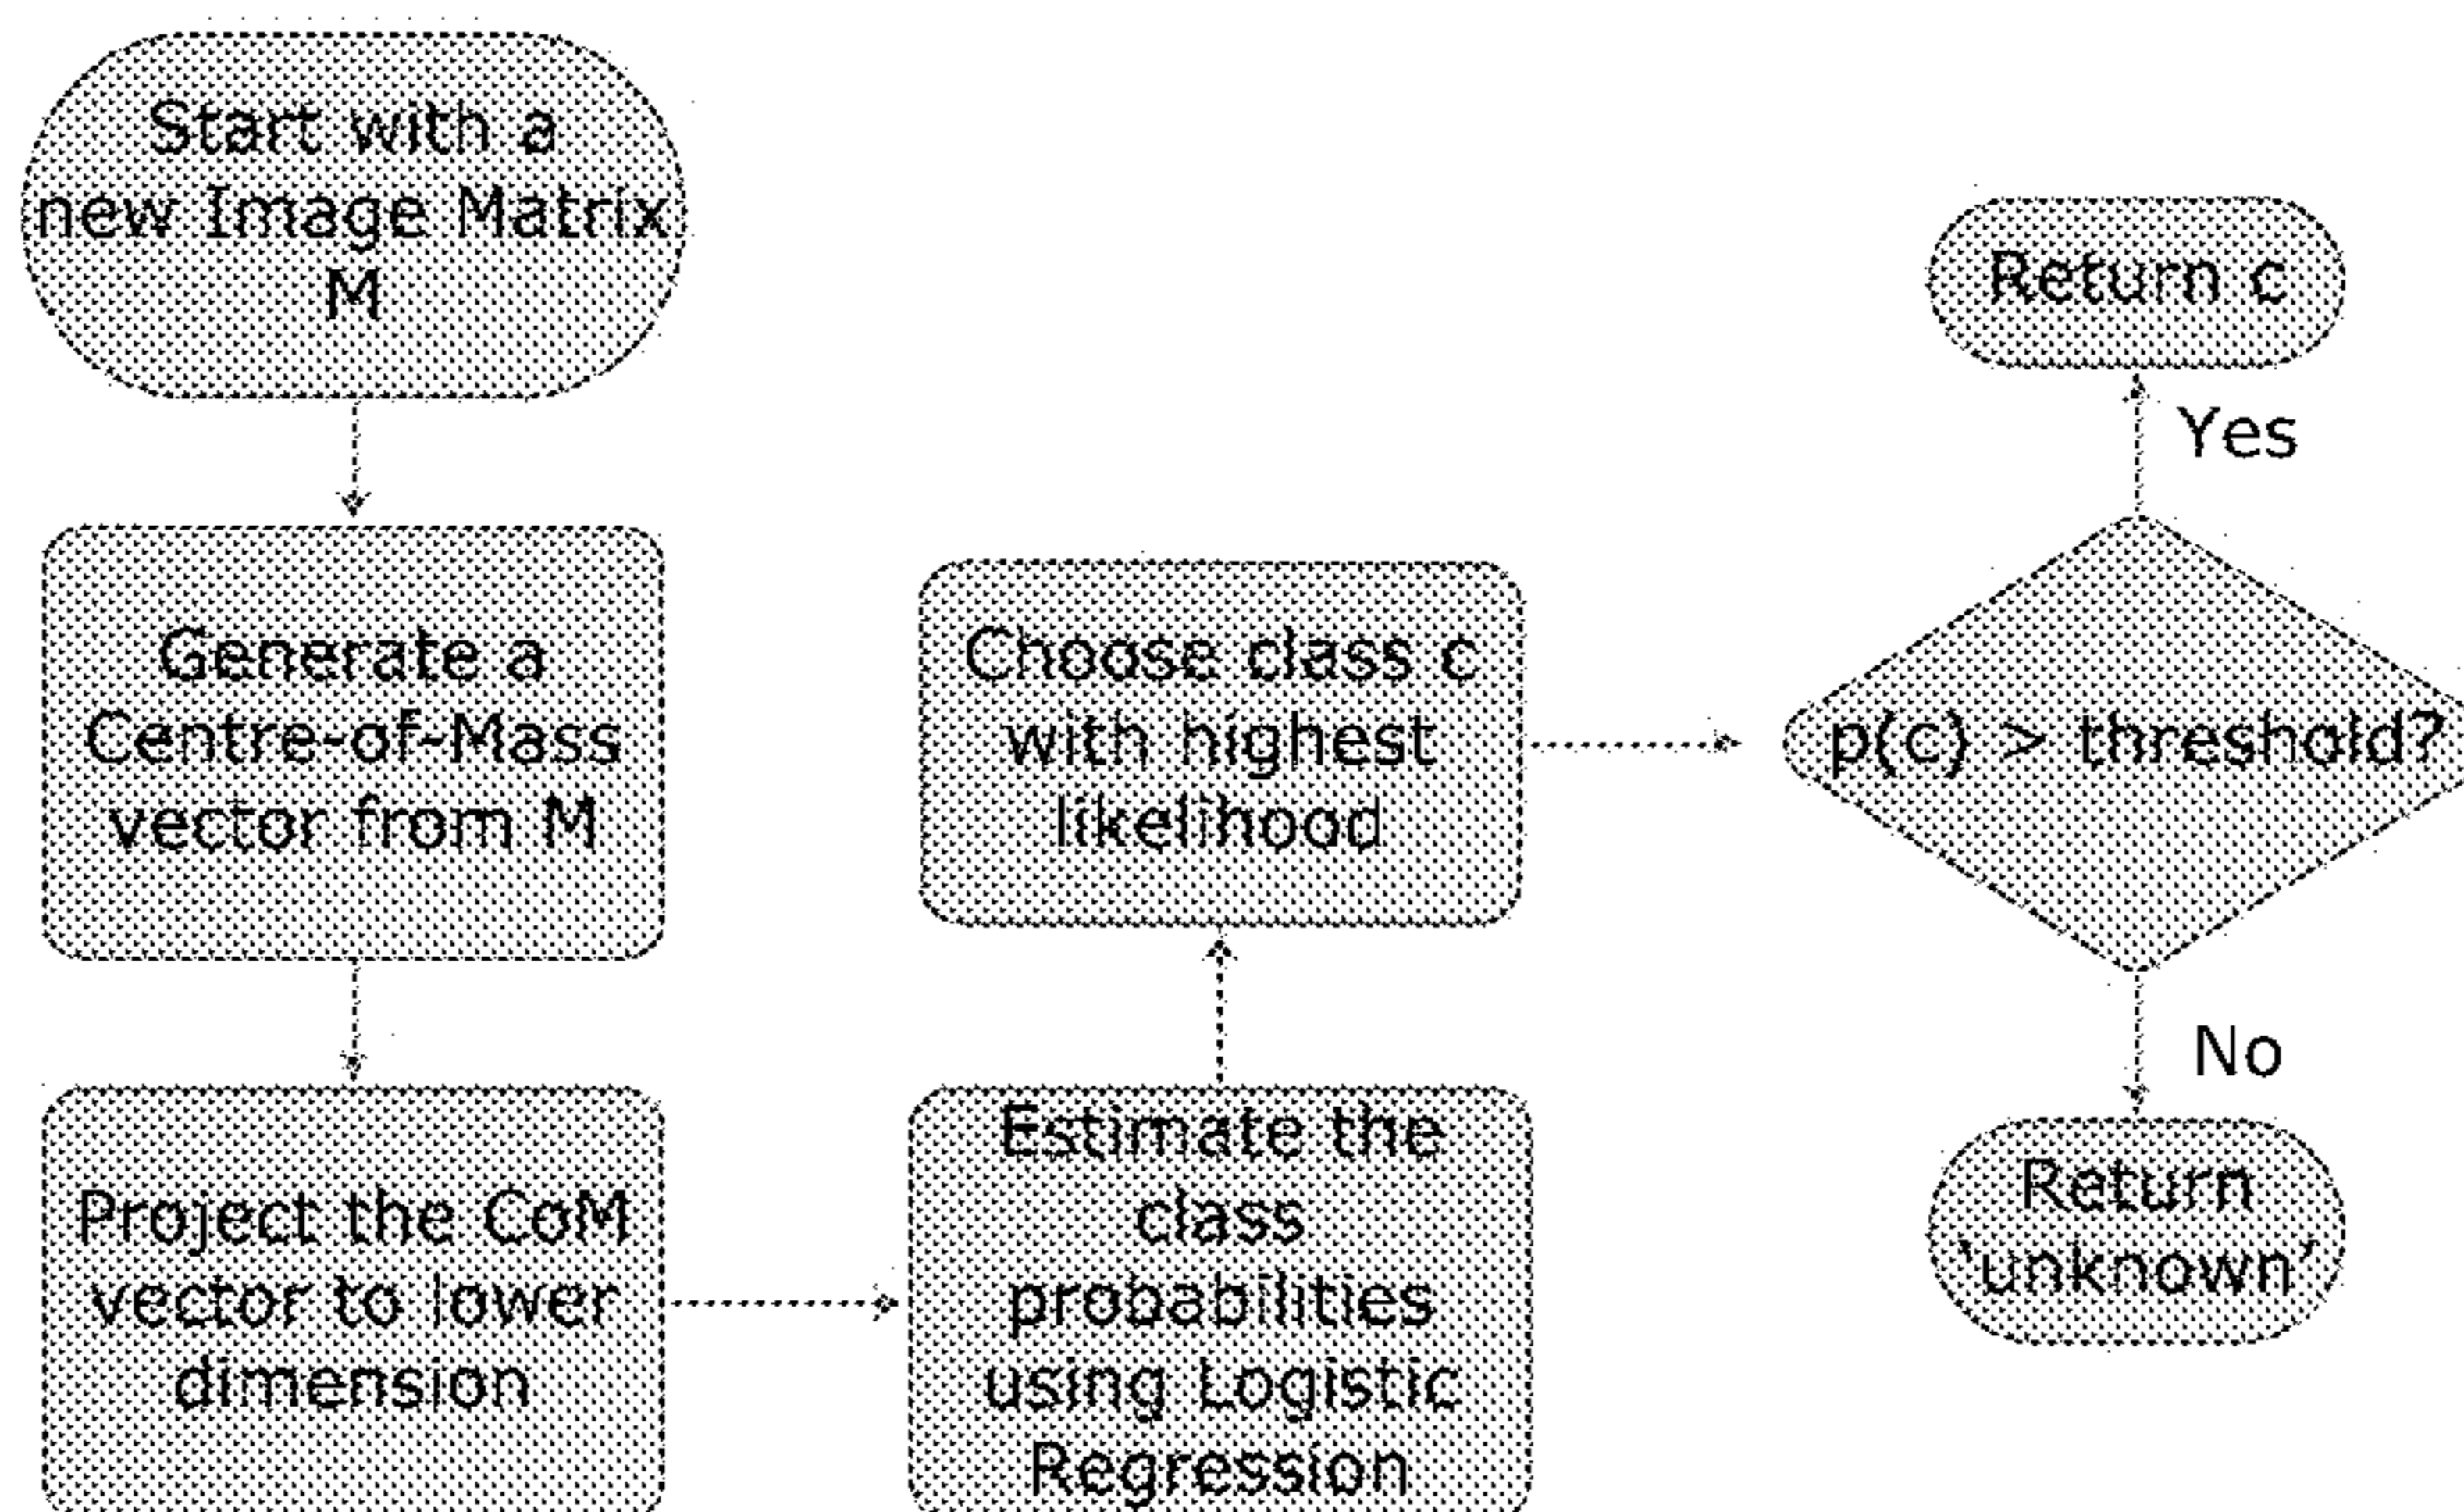 Start with a
new Image Matrix
M
Generate a
Centre-of-Mass
vector from M
Project the CoM
vector to lower
dimension
Estimate the
class
probabilities
using Logistic
Regression
Choose class c
with highest
likelihood
p(c) > threshold?
Yes
Return c
No
Return
'unknown'